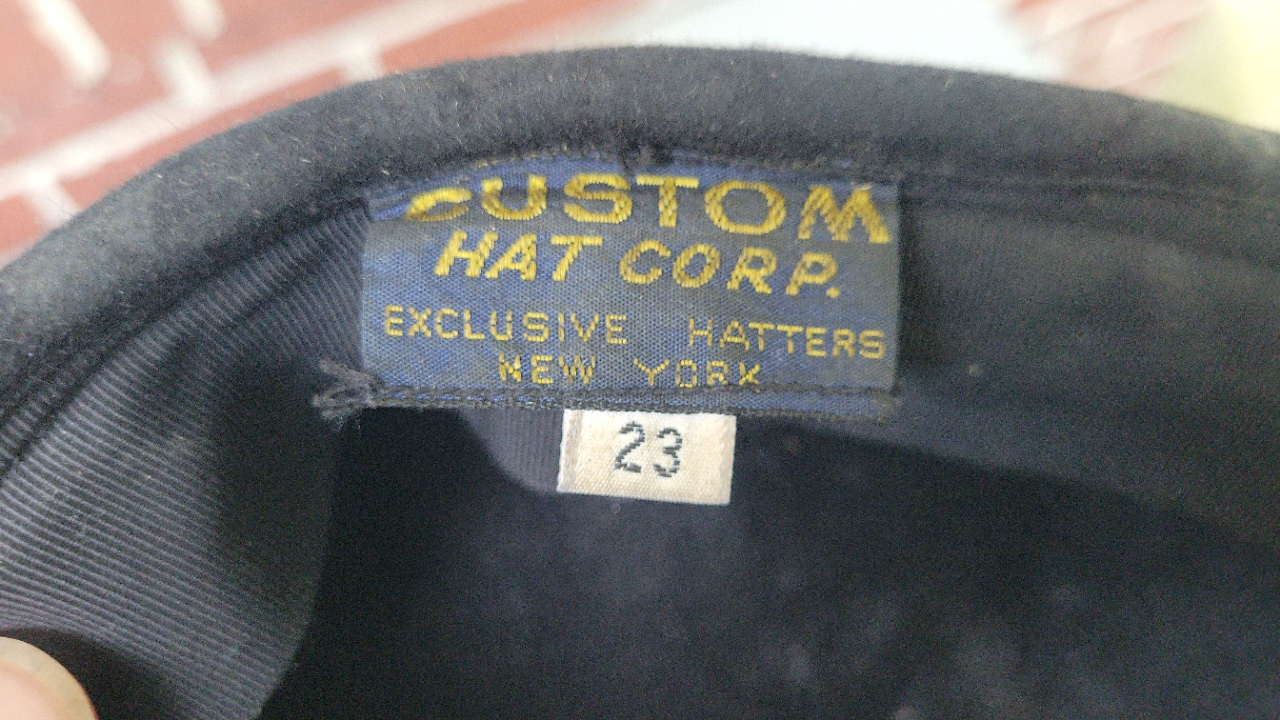 CUSTOM
HAT CORP.
EXCLUSIVE HATTERS
NEW YORK
23